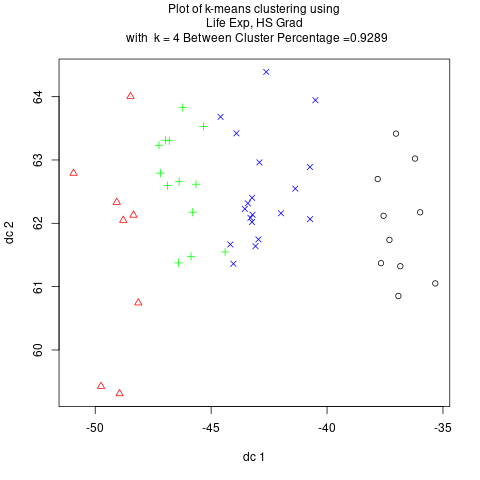 Plot of k-means clustering using
Life Exp, HS Grad
with  k = 4 Between Cluster Percentage =0.9289
64
63
62
61
60
dc 2
-50
-45
-40
-35
dc 1